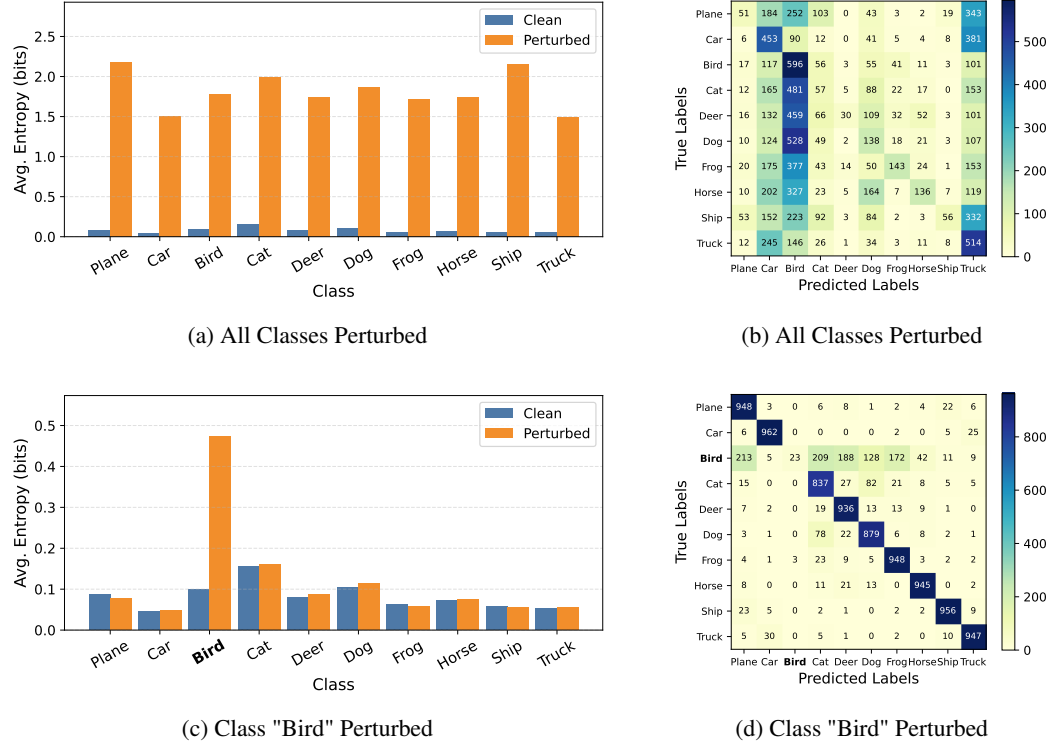 2.5
2.0
1.5
1.0
0.5
0.0
Avg. Entropy (bits)
Clean
Perturbed
Plane Car Bird Cat Deer Dog Frog Horse Ship Truck
Class
(a) All Classes Perturbed
True Labels
Plane 51 184 252 103 0 43 3 2 19 343
Car 6 453 90 12 0 41 5 4 8 381
Bird 17 117 596 56 3 55 41 11 3 101
Cat 12 165 481 57 5 88 22 17 0 153
Deer 16 132 459 66 30 109 32 52 3 101
Dog 10 124 528 138 18 21 3 107
Frog 20 175 377 43 14 50 143 24 1 153
Horse 10 202 327 23 5 164 7 136 7 119
Ship 53 152 223 92 3 84 2 3 56 332
Truck 12 245 146 26 1 34 3 11 8 514
Plane Car Bird Cat Deer Dog Frog Horse Ship Truck
Predicted Labels
500
400
300
200
100
0
(b) All Classes Perturbed
0.5
0.4
0.3
0.2
0.1
0.0
Avg. Entropy (bits)
Clean
Perturbed
Plane Car Bird Cat Deer Dog Frog Horse Ship Truck
Class
(c) Class "Bird" Perturbed
True Labels
Plane 948 3 0 6 8 1 2 4 22 6
Car 6 962 0 0 0 0 2 0 5 25
Bird 213 5 23 209 188 128 172 42 11 9
Cat 15 0 0 837 27 82 21 8 5 5
Deer 7 2 0 19 936 13 13 9 1 0
Dog 3 1 0 78 22 879 6 8 2 1
Frog 4 1 3 23 9 5 948 3 2 2
Horse 8 0 0 11 21 13 0 945 0 2
Ship 23 5 0 2 1 0 2 2 956 9
Truck 5 30 0 5 1 0 2 0 10 947
Plane Car Bird Cat Deer Dog Frog Horse Ship Truck
Predicted Labels
800
600
400
200
0
(d) Class "Bird" Perturbed